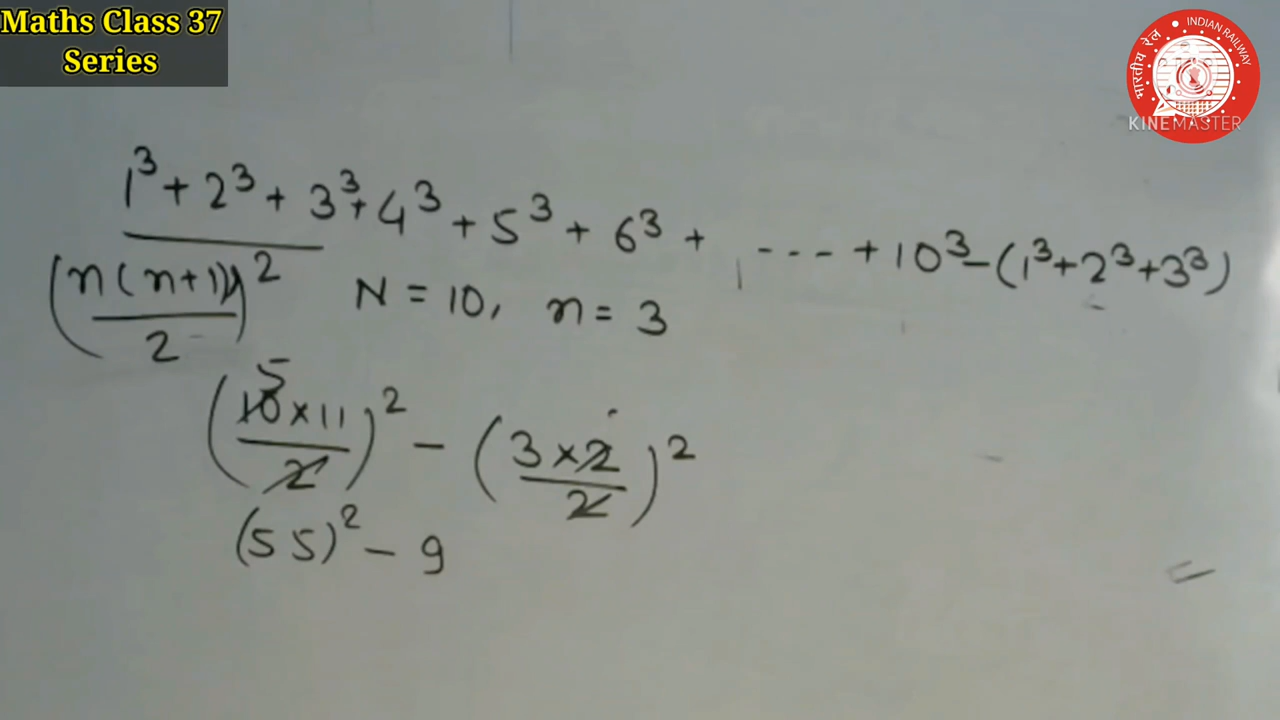 Maths Class 37
Series
भारतीय रेल
INDIAN RAILWAY
KINEMASTER
1³ + 2³ + 3³ + 4³ + 5³ + 6³ + ---- + 10³ - (1³ + 2³ + 3³)
(n(n+1)/2)² N = 10, n = 3
5
(10 × 11 / 2)² - (3 × 2 / 2)²
(55)² - 9